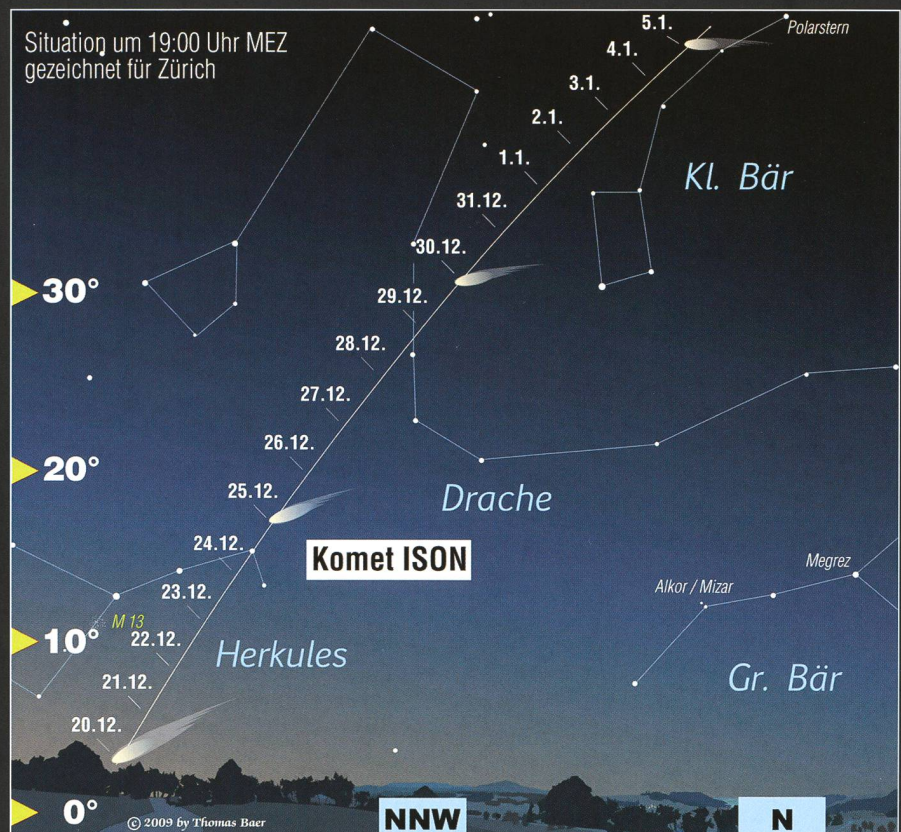 Situation um 19:00 Uhr MEZ
gezeichnet für Zürich
5.1.
Polarstern
4.1.
3.1.
2.1.
1.1.
Kl. Bär
31.12.
30.12.
30°
29.12.
28.12.
27.12.
26.12.
20°
25.12.
Drache
24.12.
Komet ISON
Megrez
Alkor / Mizar
23.12.
M 13
22.12.
10°
Herkules
Gr. Bär
21.12.
20.12.
0°
© 2009 by Thomas Baer
NNW
N